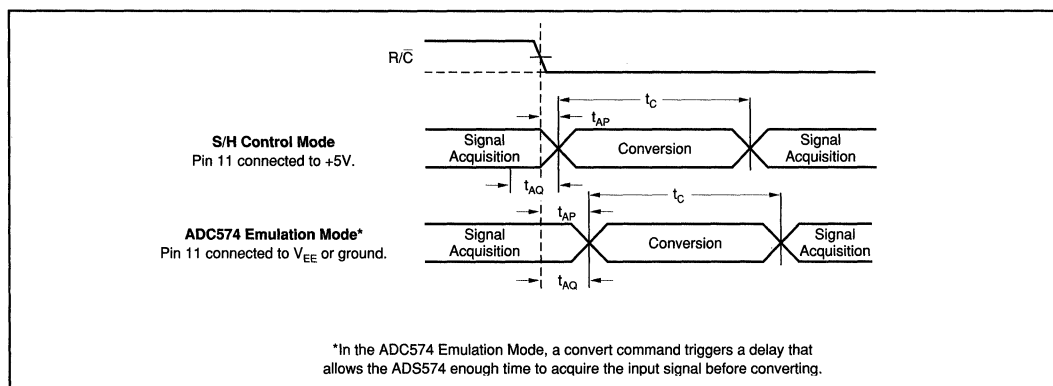 R/C̅
t_C
t_AP
S/H Control Mode
Pin 11 connected to +5V.
Signal
Acquisition
Conversion
Signal
Acquisition
t_AQ
t_C
t_AP
ADC574 Emulation Mode*
Pin 11 connected to V_EE or ground.
Signal
Acquisition
Conversion
Signal
Acquisition
t_AQ
*In the ADC574 Emulation Mode, a convert command triggers a delay that
allows the ADS574 enough time to acquire the input signal before converting.